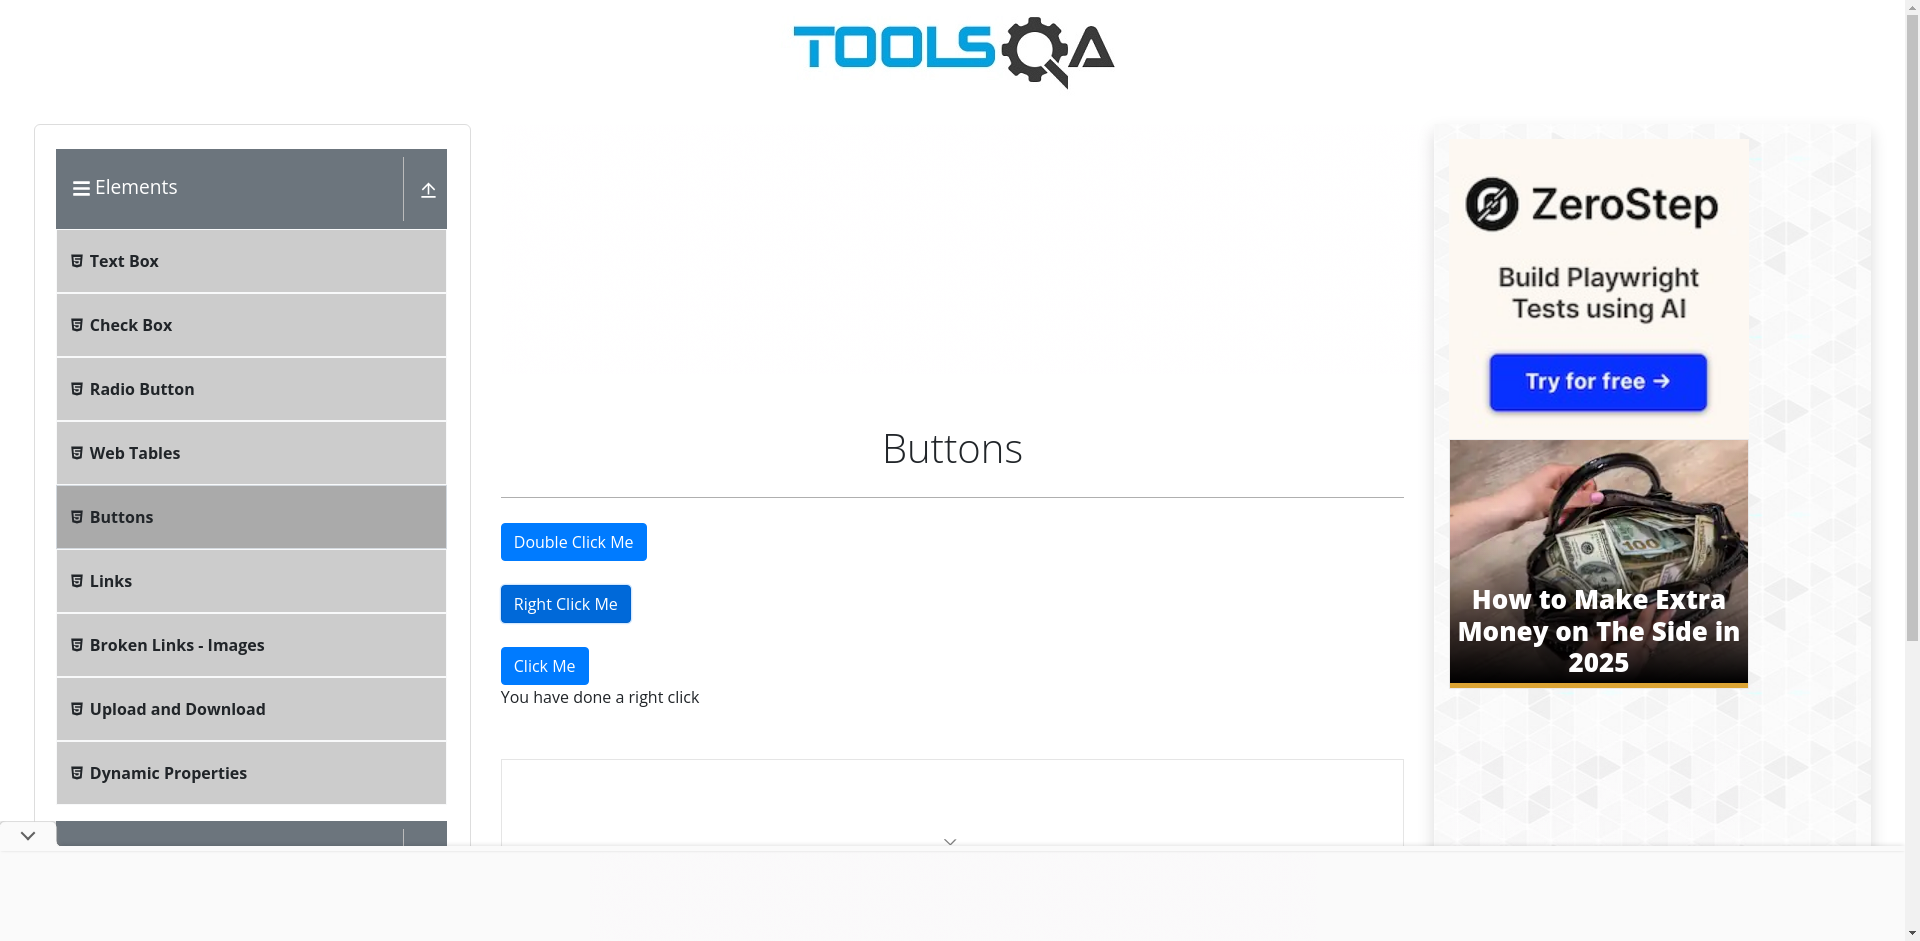 TOOLSQA
Elements
Text Box
Check Box
Radio Button
Web Tables
Buttons
Links
Broken Links - Images
Upload and Download
Dynamic Properties
Buttons
Double Click Me
Right Click Me
Click Me
You have done a right click
ZeroStep
Build Playwright
Tests using AI
Try for free →
100
How to Make Extra
Money on The Side in
2025